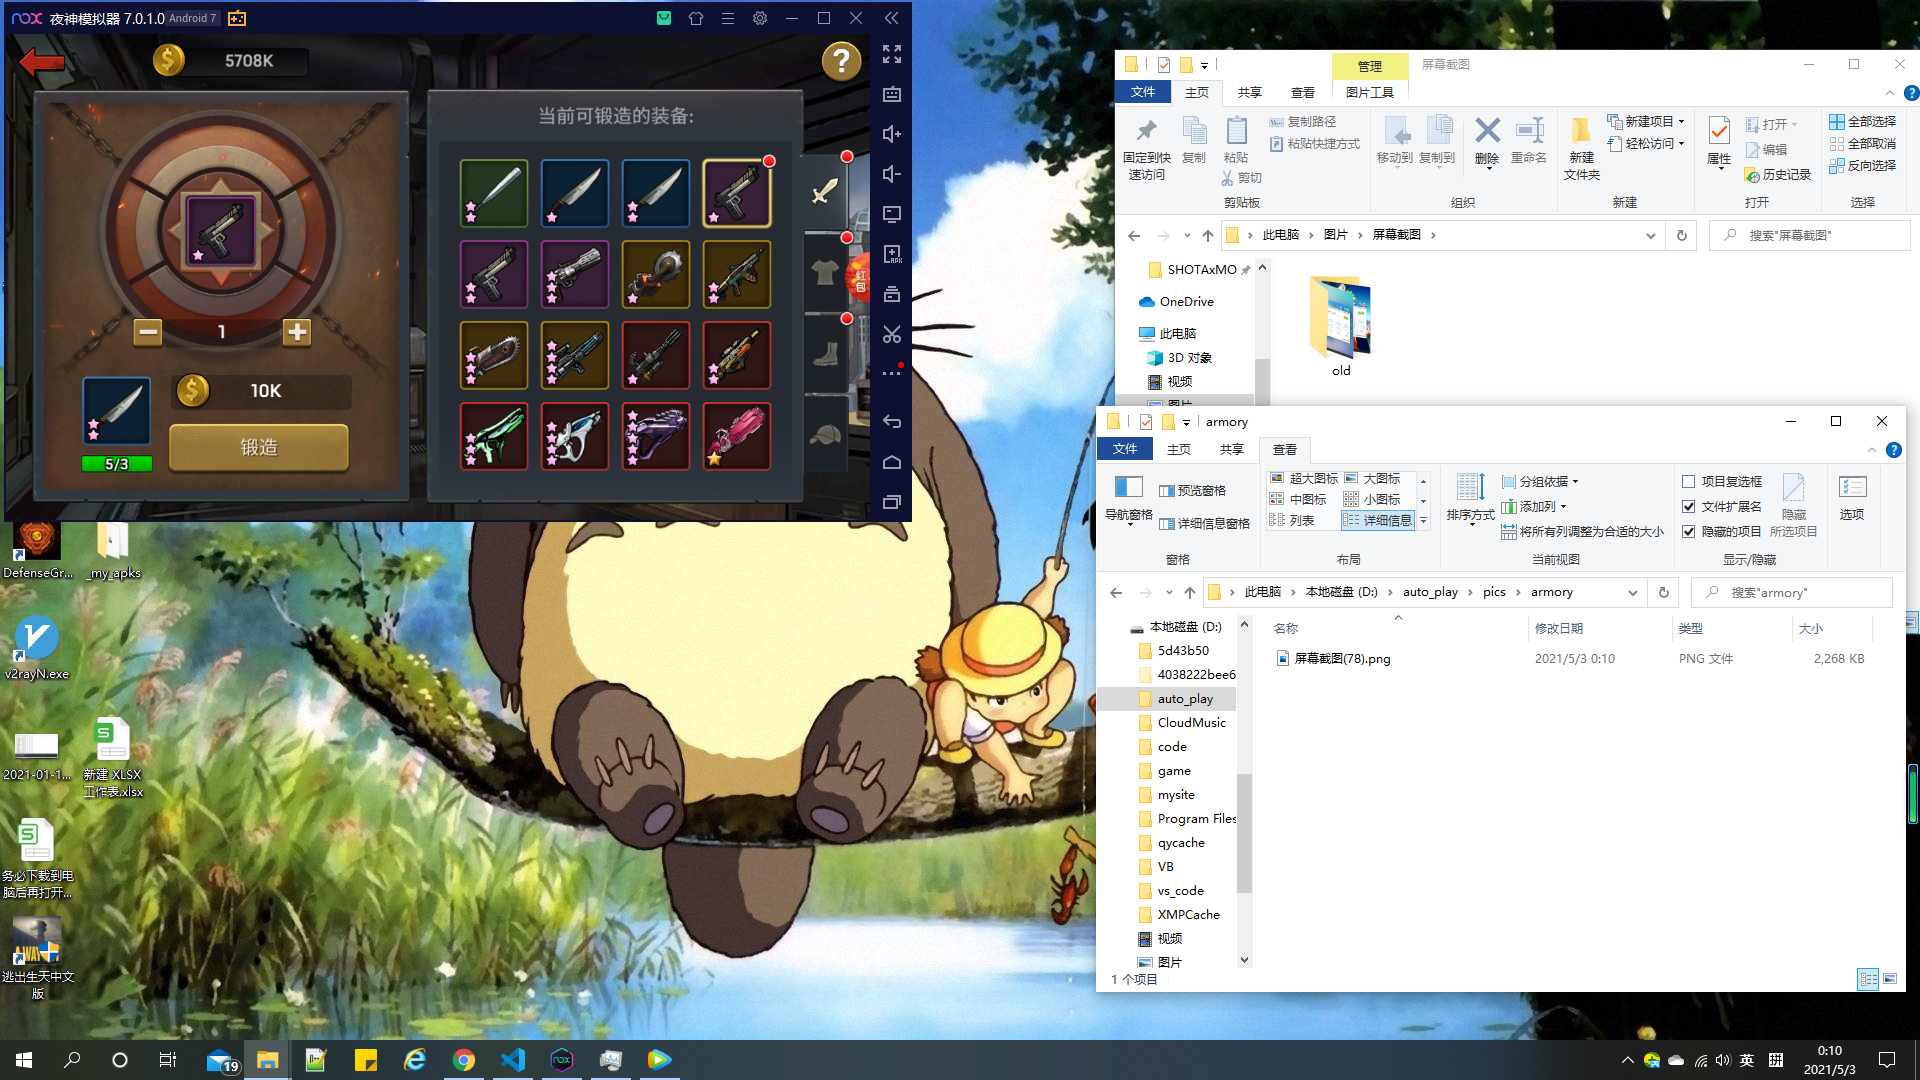 nox 夜神模拟器 7.0.1.0 Android 7
5708K
?
当前可锻造的装备:
1
10K
5/3
锻造
红包
APK
DefenseGr...
_my_apks
v2rayN.exe
2021-01-1...
新建 XLSX 工作表.xlsx
务必下载到电脑后再打开...
AWAY
逃出生天中文版
管理
屏幕截图
文件
主页
共享
查看
图片工具
固定到快速访问
复制
粘贴
复制路径
粘贴快捷方式
剪切
移动到
复制到
删除
重命名
新建文件夹
新建项目
轻松访问
属性
打开
编辑
历史记录
全部选择
全部取消
反向选择
剪贴板
组织
新建
打开
选择
此电脑
图片
屏幕截图
搜索"屏幕截图"
SHOTAxMO
OneDrive
此电脑
3D 对象
视频
图片
old
armory
文件
主页
共享
查看
导航窗格
预览窗格
详细信息窗格
超大图标
大图标
中图标
小图标
列表
详细信息
排序方式
分组依据
添加列
将所有列调整为合适的大小
项目复选框
文件扩展名
隐藏的项目
隐藏所选项目
选项
窗格
布局
当前视图
显示/隐藏
此电脑
本地磁盘 (D:)
auto_play
pics
armory
搜索"armory"
本地磁盘 (D:)
5d43b50
4038222bee6
auto_play
CloudMusic
code
game
mysite
Program Files
qycache
VB
vs_code
XMPCache
视频
图片
名称
修改日期
类型
大小
屏幕截图(78).png
2021/5/3 0:10
PNG 文件
2,268 KB
1 个项目
19
nox
英
拼
0:10
2021/5/3